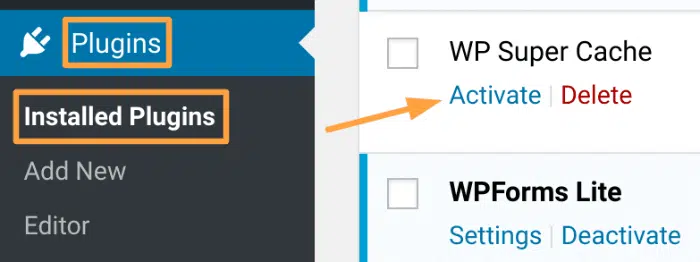 Plugins
Installed Plugins
Add New
Editor
WP Super Cache
Activate | Delete
WPForms Lite
Settings | Deactivate